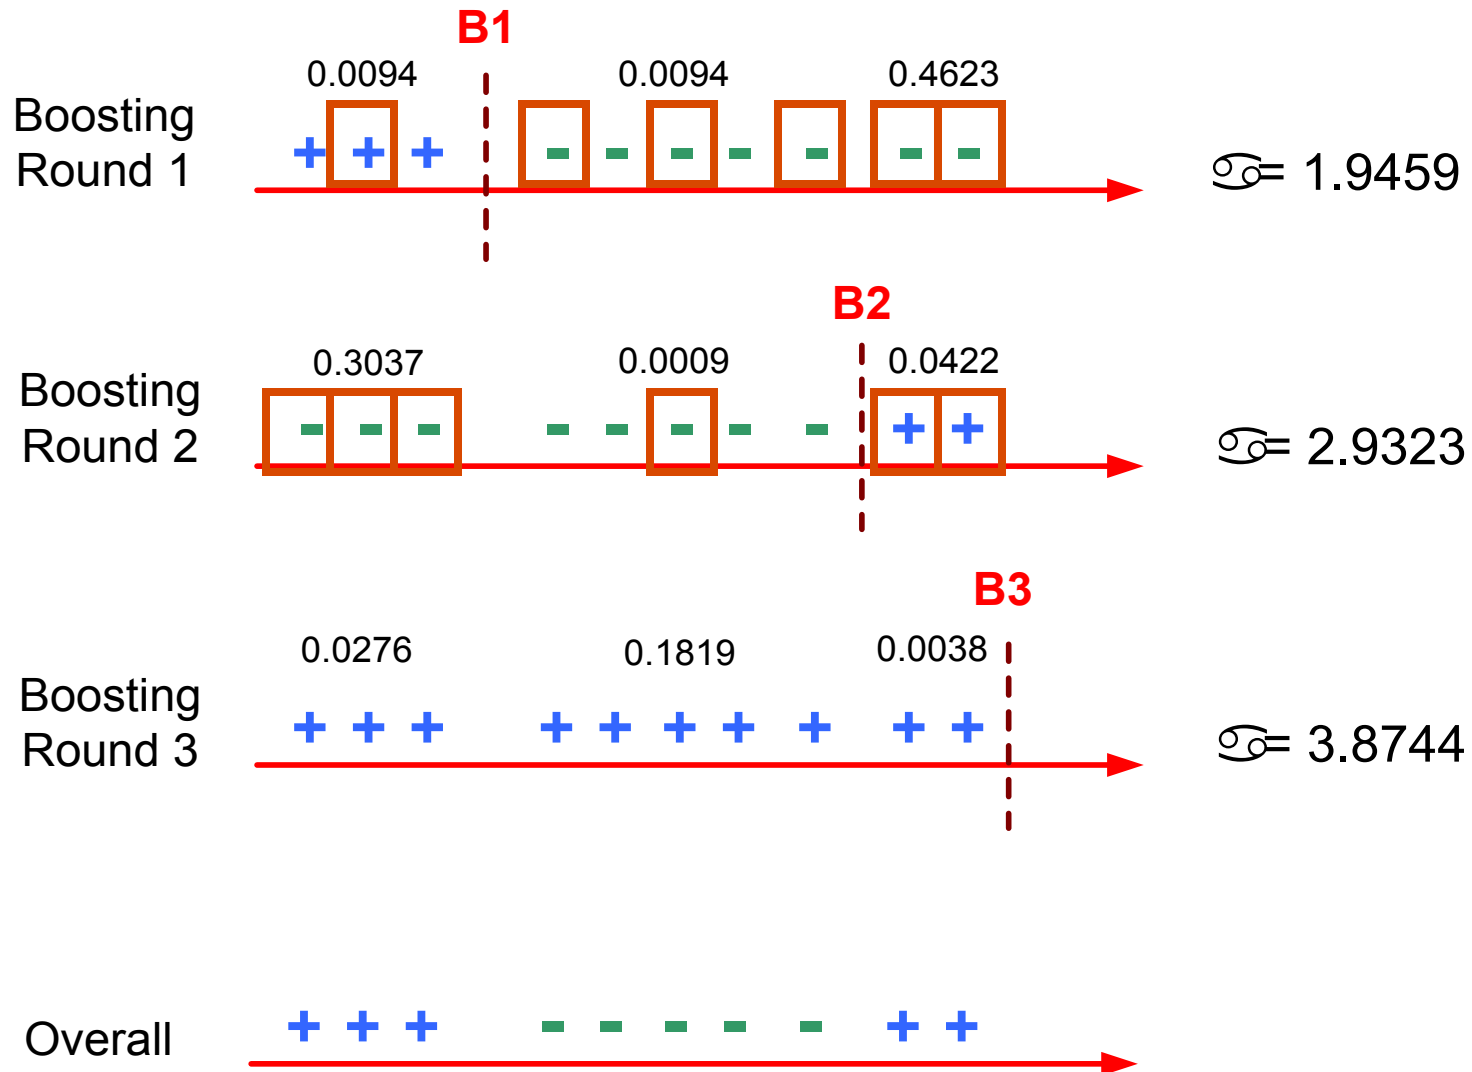 B1
0.0094 0.0094 0.4623
Boosting
Round 1
+ + + - - - - - - -
♋= 1.9459
B2
0.3037 0.0009 0.0422
Boosting
Round 2
- - - - - - - - + +
♋= 2.9323
B3
0.0276 0.1819 0.0038
Boosting
Round 3
+ + + + + + + + + +
♋= 3.8744
Overall
+ + + - - - - - + +